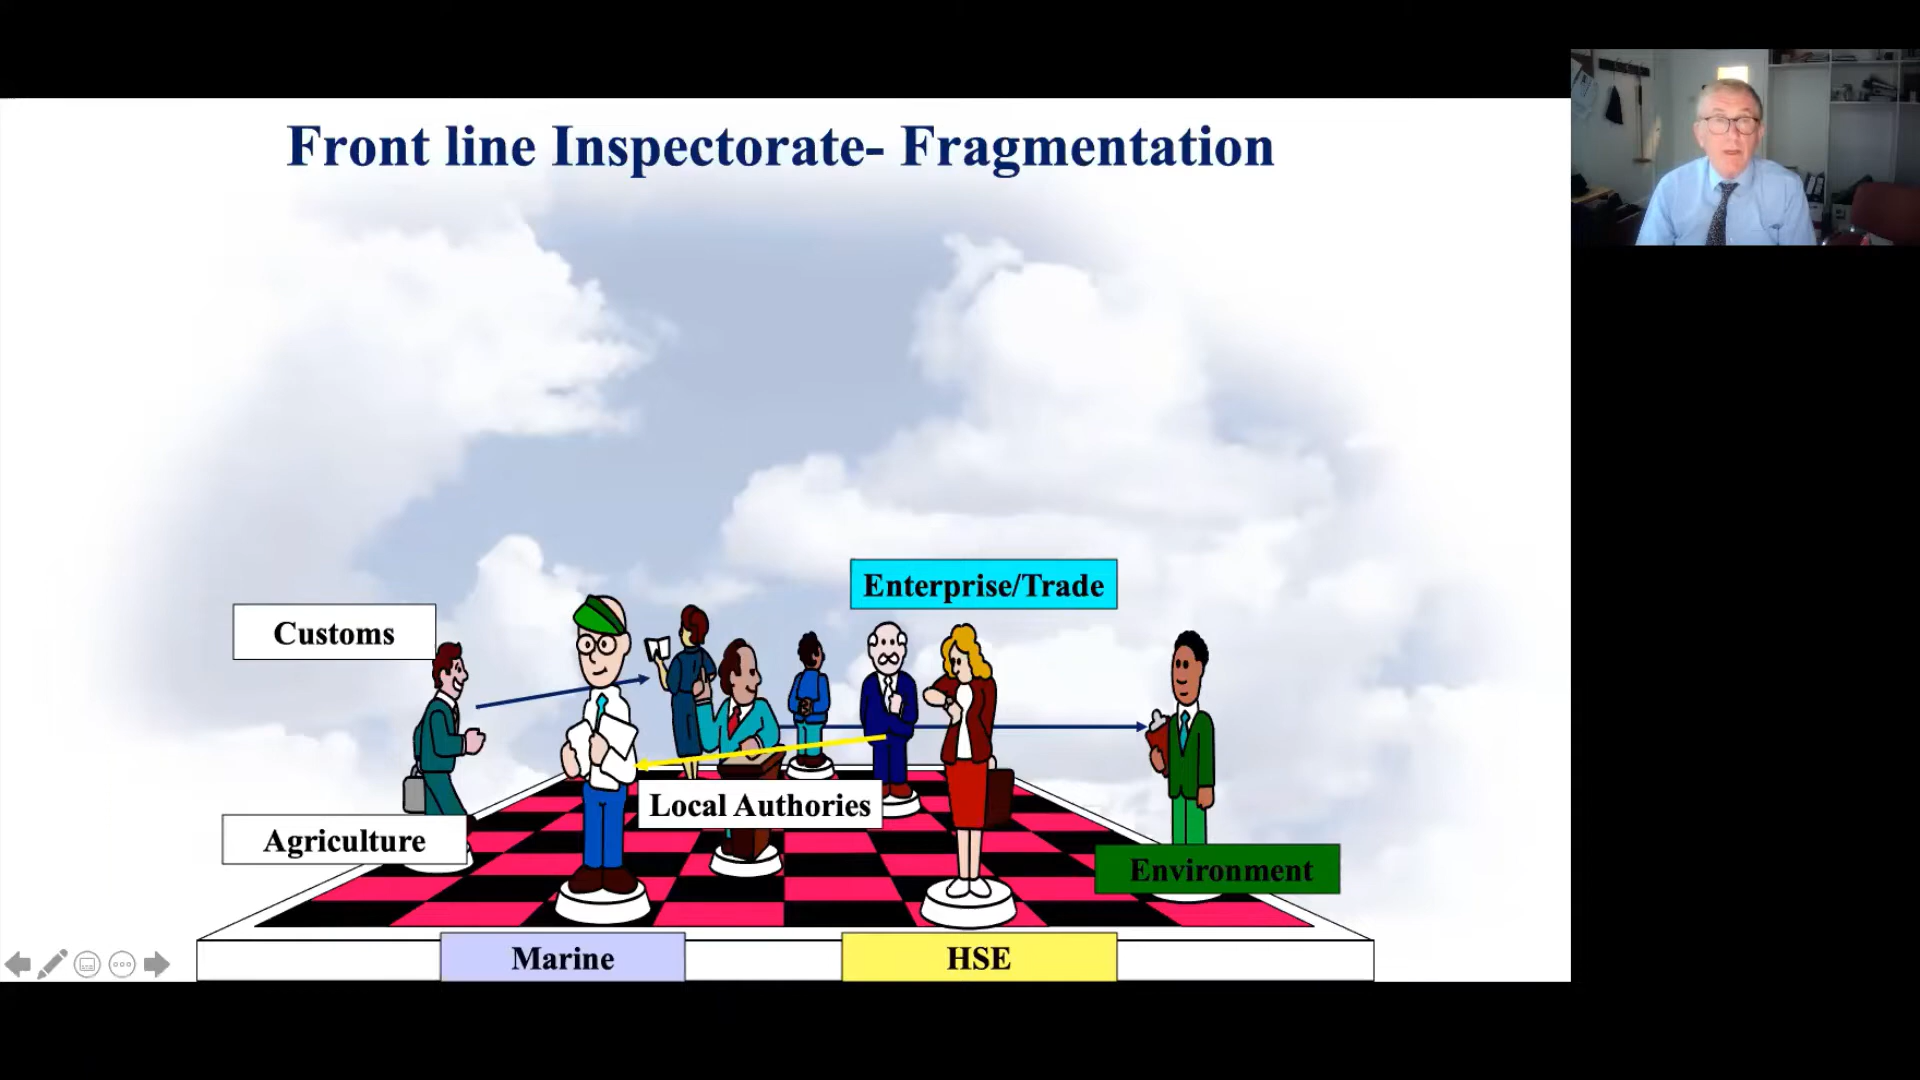 Front line Inspectorate- Fragmentation
Enterprise/Trade
Customs
Local Authories
Agriculture
Environment
Marine
HSE